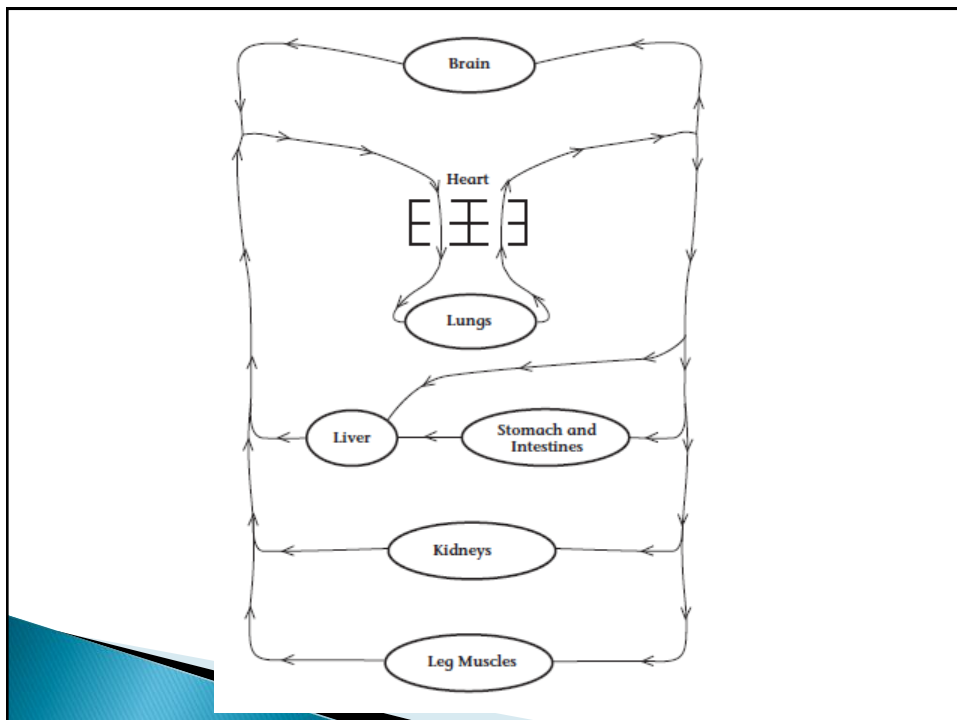 Brain
Heart
Lungs
Liver
Stomach and
Intestines
Kidneys
Leg Muscles